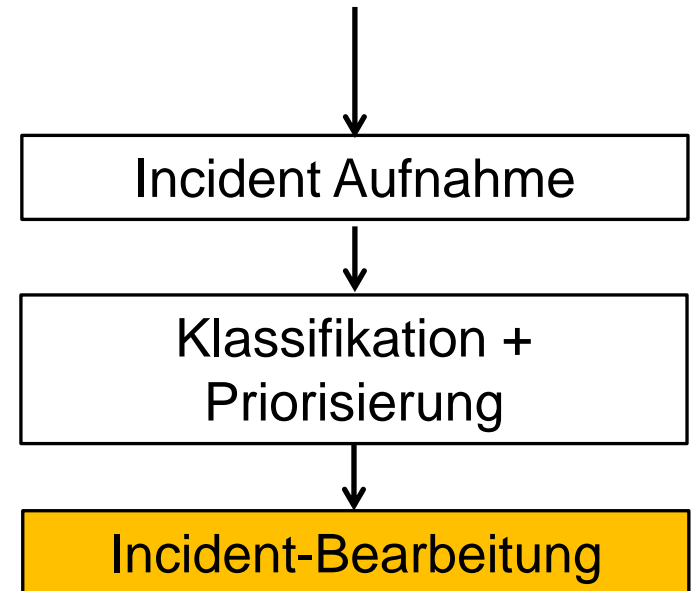 Incident Aufnahme
Klassifikation +
Priorisierung
Incident-Bearbeitung